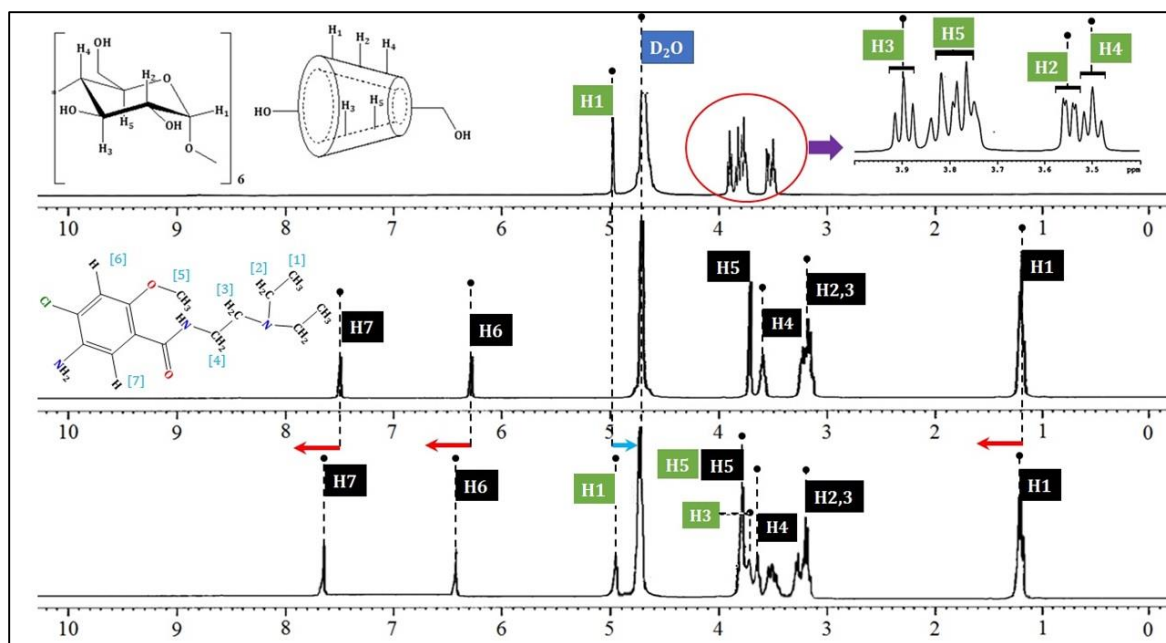 OH
H4
O
H2
HO
OH
H1
H5
H3
O
6
H1
H2
H4
HO
H3
H5
OH
H1
D2O
H3
H5
H2
H4
3.9
3.8
3.7
3.6
3.5
ppm
10 9 8 7 6 5 4 3 2 1 0
[6]
H
[5]
[2]
[1]
O
CH3
H2C
CH3
Cl
[3]
H2C
CH3
HN
N
CH2
CH2
[4]
NH2
H
[7]
O
H7
H6
H5
H4
H2,3
H1
10 9 8 7 6 5 4 3 2 1 0
H7
H6
H1
H5
H5
H3
H4
H2,3
H1
10 9 8 7 6 5 4 3 2 1 0